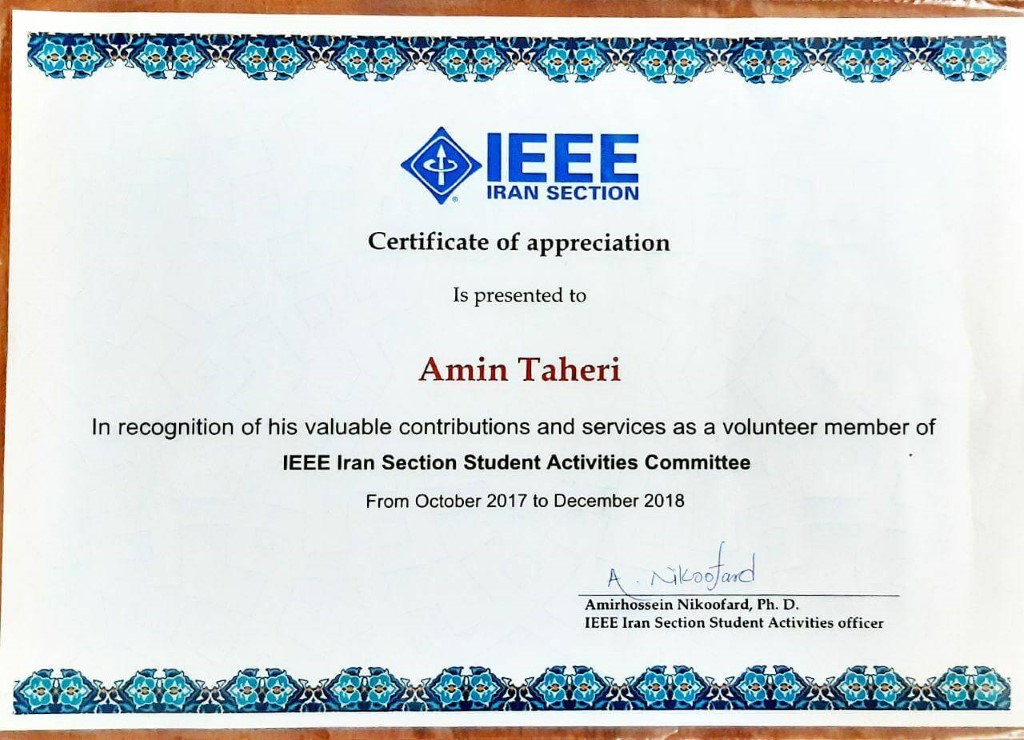 IEEE
IRAN SECTION
Certificate of appreciation
Is presented to
Amin Taheri
In recognition of his valuable contributions and services as a volunteer member of
IEEE Iran Section Student Activities Committee
From October 2017 to December 2018
A. Nikoofard
Amirhossein Nikoofard, Ph. D.
IEEE Iran Section Student Activities officer